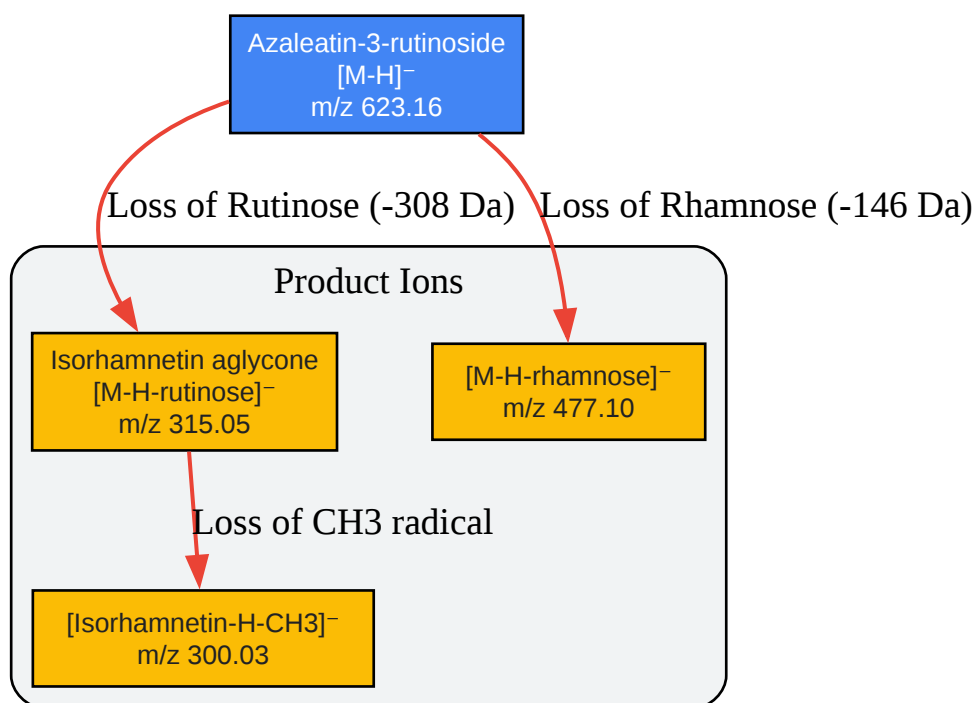 Azaleatin-3-rutinoside
[M-H]⁻
m/z 623.16
Loss of Rutinose (-308 Da)
Loss of Rhamnose (-146 Da)
Product Ions
Isorhamnetin aglycone
[M-H-rutinose]⁻
m/z 315.05
[M-H-rhamnose]⁻
m/z 477.10
Loss of CH3 radical
[Isorhamnetin-H-CH3]⁻
m/z 300.03